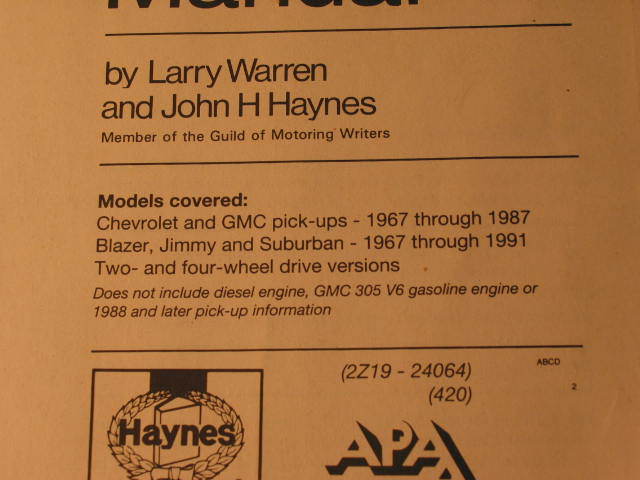 Manual
by Larry Warren
and John H Haynes
Member of the Guild of Motoring Writers
Models covered:
Chevrolet and GMC pick-ups - 1967 through 1987
Blazer, Jimmy and Suburban - 1967 through 1991
Two- and four-wheel drive versions
Does not include diesel engine, GMC 305 V6 gasoline engine or
1988 and later pick-up information
(2Z19 - 24064)
(420)
ABCD
2
Haynes
APAA